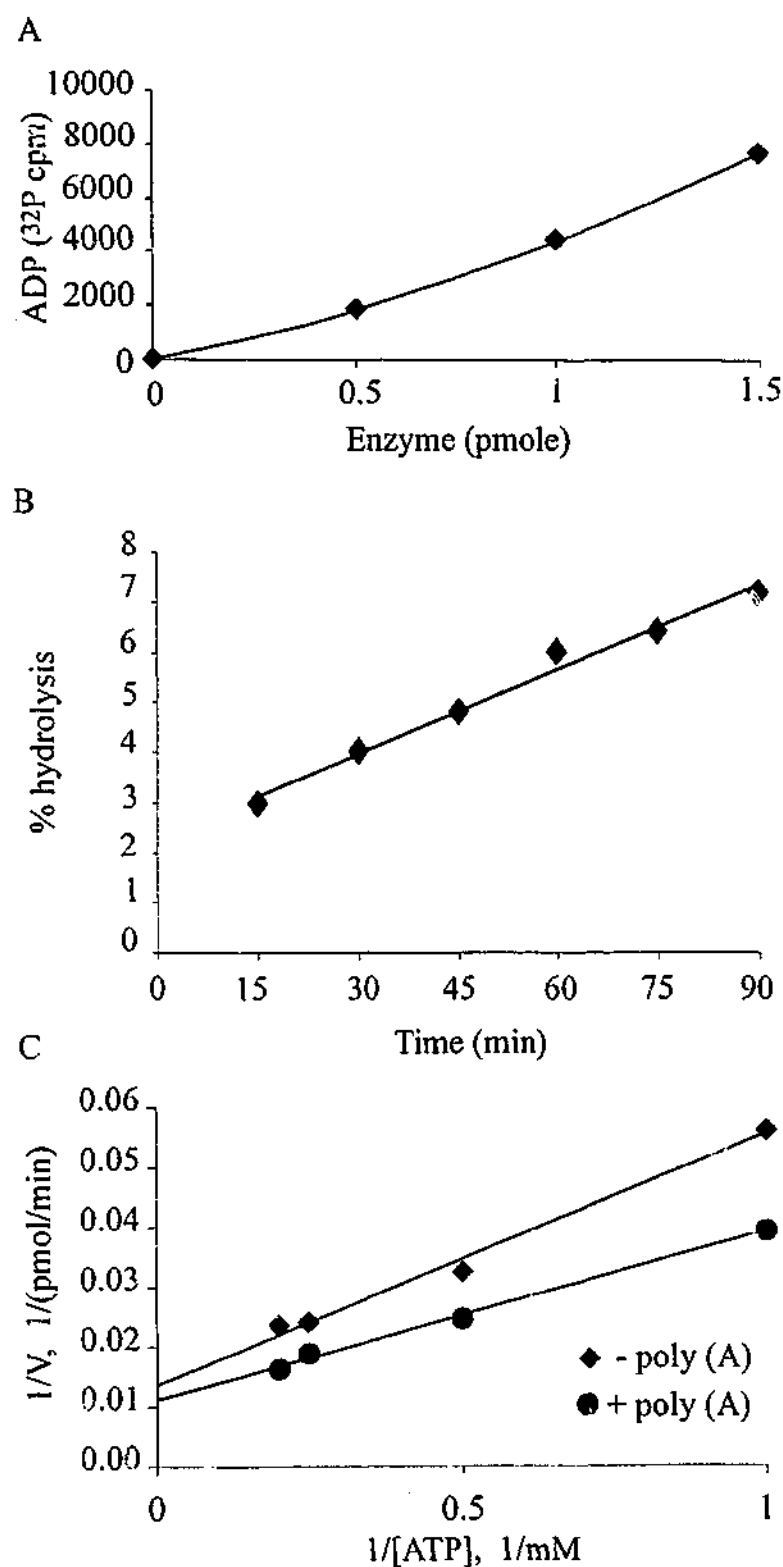 A
10000
8000
6000
4000
2000
0
ADP (³²P cpm)
0 0.5 1 1.5
Enzyme (pmole)
B
8
7
6
5
4
3
2
1
0
% hydrolysis
0 15 30 45 60 75 90
Time (min)
C
0.06
0.05
0.04
0.03
0.02
0.01
0.00
1/V, 1/(pmol/min)
- poly (A)
+ poly (A)
0 0.5 1
1/[ATP], 1/mM